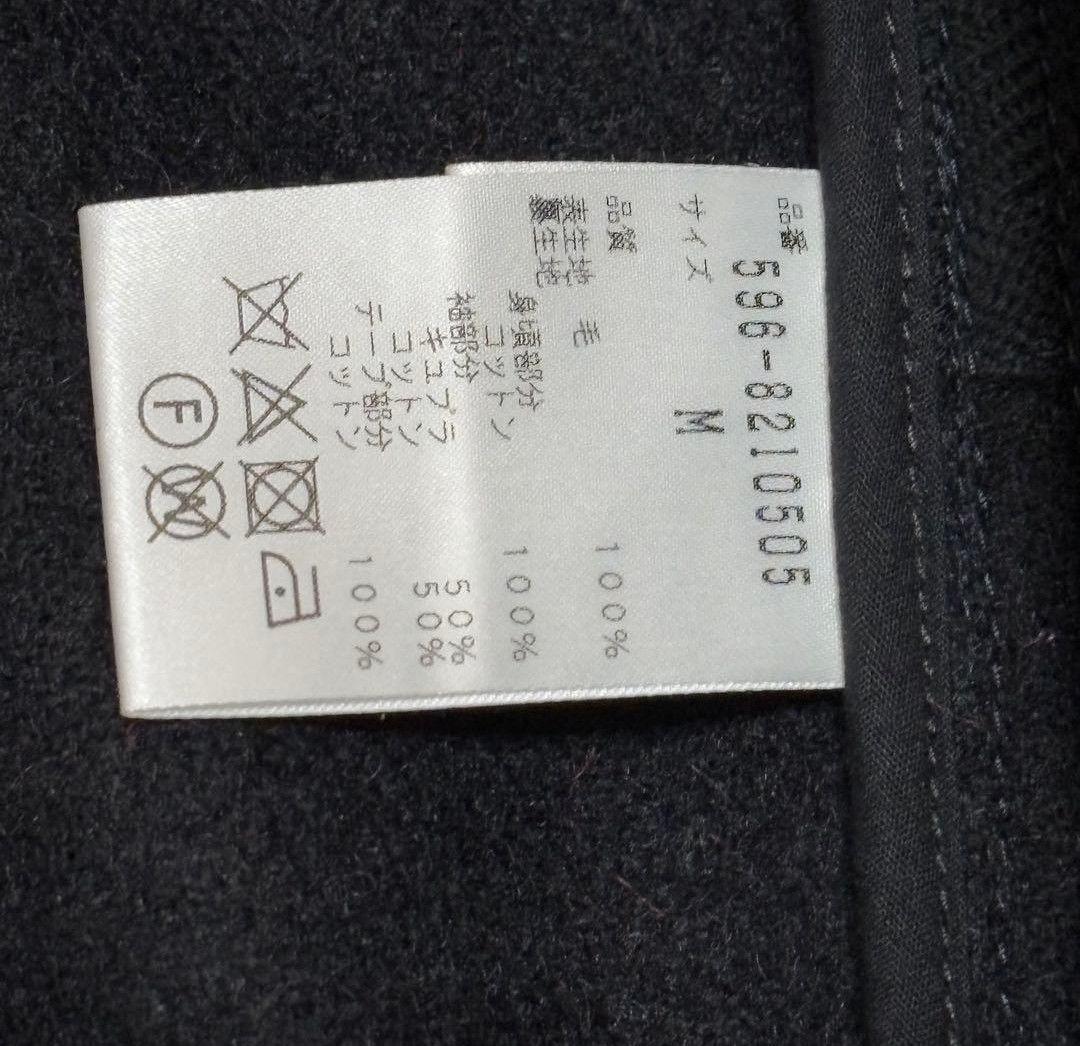 品番
596-8210505
サイズ M
品質
表生地 毛 100%
裏生地
身頃部分
コットン 100%
袖部分
キュプラ 50%
コットン 50%
テープ部分
コットン 100%
F
W